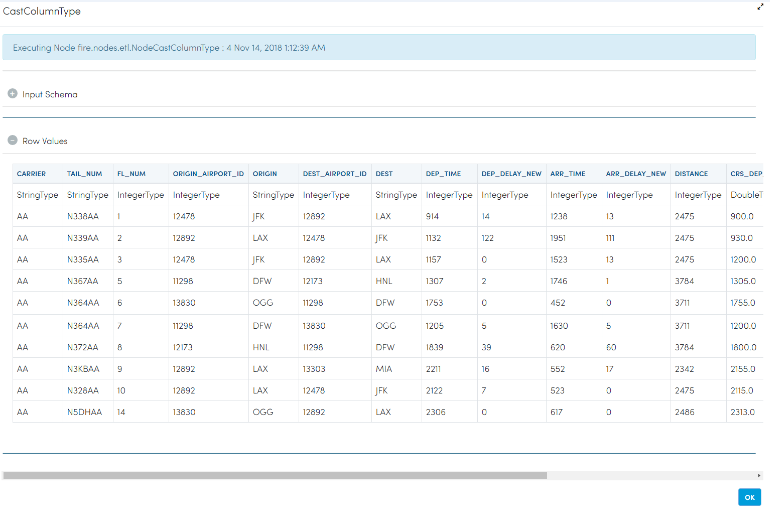 CastColumnType
Executing Node fire.nodes.etl.NodeCastColumnType : 4 Nov 14, 2018 1:12:39 AM
Input Schema
Row Values
CARRIER TAIL_NUM FL_NUM ORIGIN_AIRPORT_ID ORIGIN DEST_AIRPORT_ID DEST DEP_TIME DEP_DELAY_NEW ARR_TIME ARR_DELAY_NEW DISTANCE CRS_DEP
StringType StringType IntegerType IntegerType StringType IntegerType StringType IntegerType IntegerType IntegerType IntegerType IntegerType DoubleT
AA N338AA 1 12478 JFK 12892 LAX 914 14 1238 13 2475 900.0
AA N339AA 2 12892 LAX 12478 JFK 1132 122 1951 111 2475 930.0
AA N335AA 3 12478 JFK 12892 LAX 1157 0 1523 13 2475 1200.0
AA N367AA 5 11298 DFW 12173 HNL 1307 2 1746 1 3784 1305.0
AA N364AA 6 13830 OGG 11298 DFW 1753 0 452 0 3711 1755.0
AA N364AA 7 11298 DFW 13830 OGG 1205 5 1630 5 3711 1200.0
AA N372AA 8 12173 HNL 11298 DFW 1839 39 620 60 3784 1800.0
AA N3KBAA 9 12892 LAX 13303 MIA 2211 16 552 17 2342 2155.0
AA N328AA 10 12892 LAX 12478 JFK 2122 7 523 0 2475 2115.0
AA N5DHAA 14 13830 OGG 12892 LAX 2306 0 617 0 2486 2313.0
OK